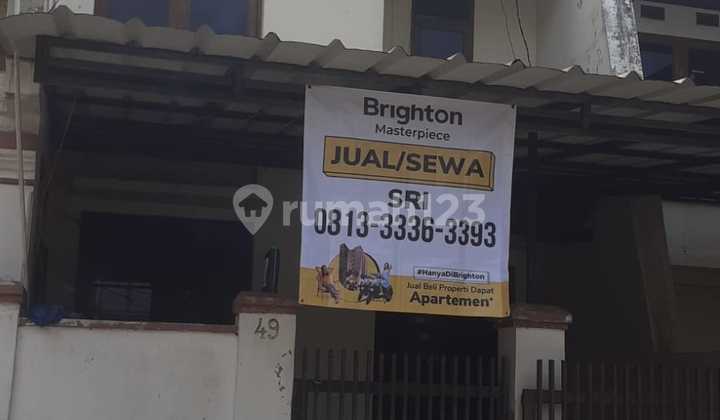 Brighton
Masterpiece
JUAL/SEWA
SRI
rumah123
0813-3336-3393
#HanyaDiBrighton
Jual Beli Properti Dapat
Apartemen*
49